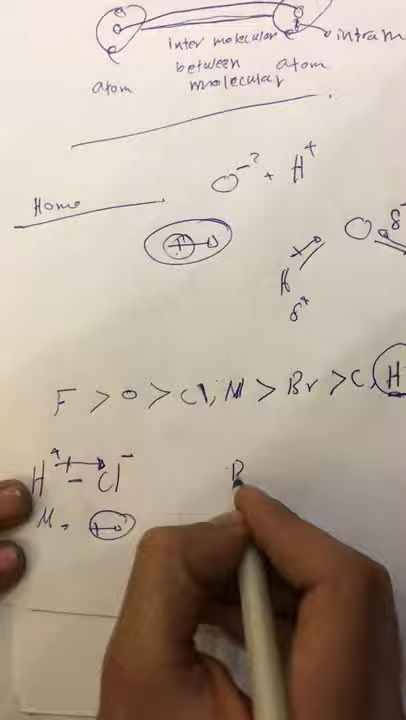 inter molecular intram
between atom
atom molecular
O⁻² + H⁺
Home
O δ⁻
H
δ⁺
F > O > Cl, N > Br > C, H
H⁺ - Cl⁻
M =
B